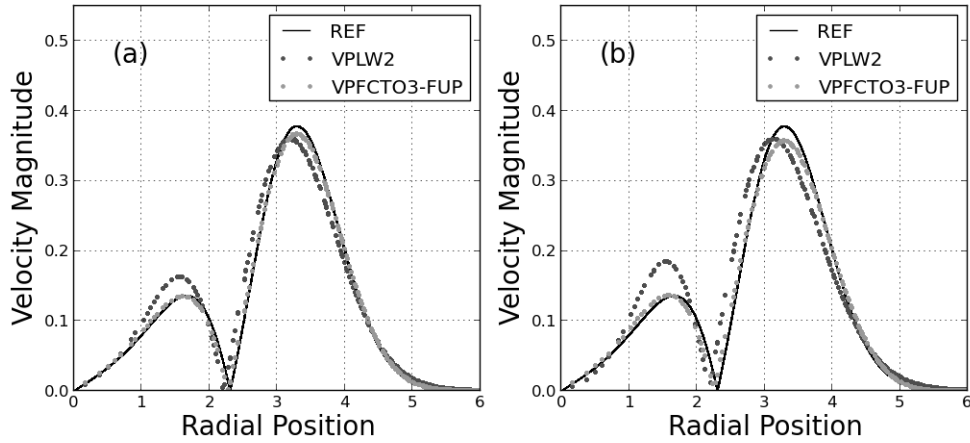 (a)
REF
VPLW2
VPFCTO3-FUP
Velocity Magnitude
0.5
0.4
0.3
0.2
0.1
0.0
0 1 2 3 4 5 6
Radial Position
(b)
REF
VPLW2
VPFCTO3-FUP
Velocity Magnitude
0.5
0.4
0.3
0.2
0.1
0.0
0 1 2 3 4 5 6
Radial Position